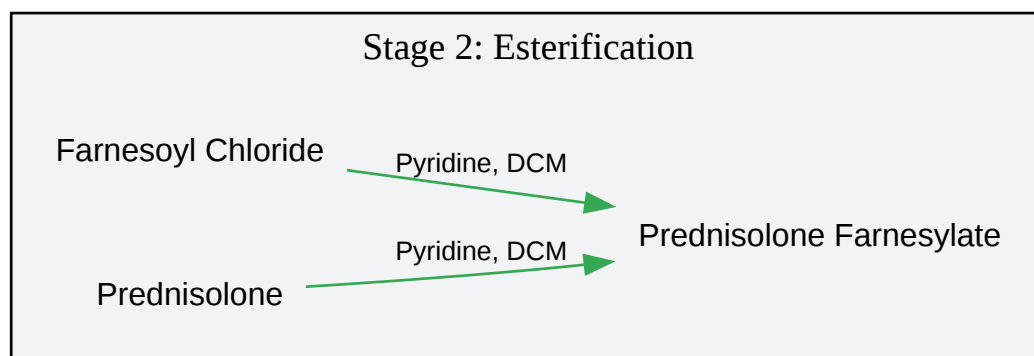 Stage 2: Esterification
Farnesoyl Chloride
Pyridine, DCM
Prednisolone Farnesylate
Pyridine, DCM
Prednisolone